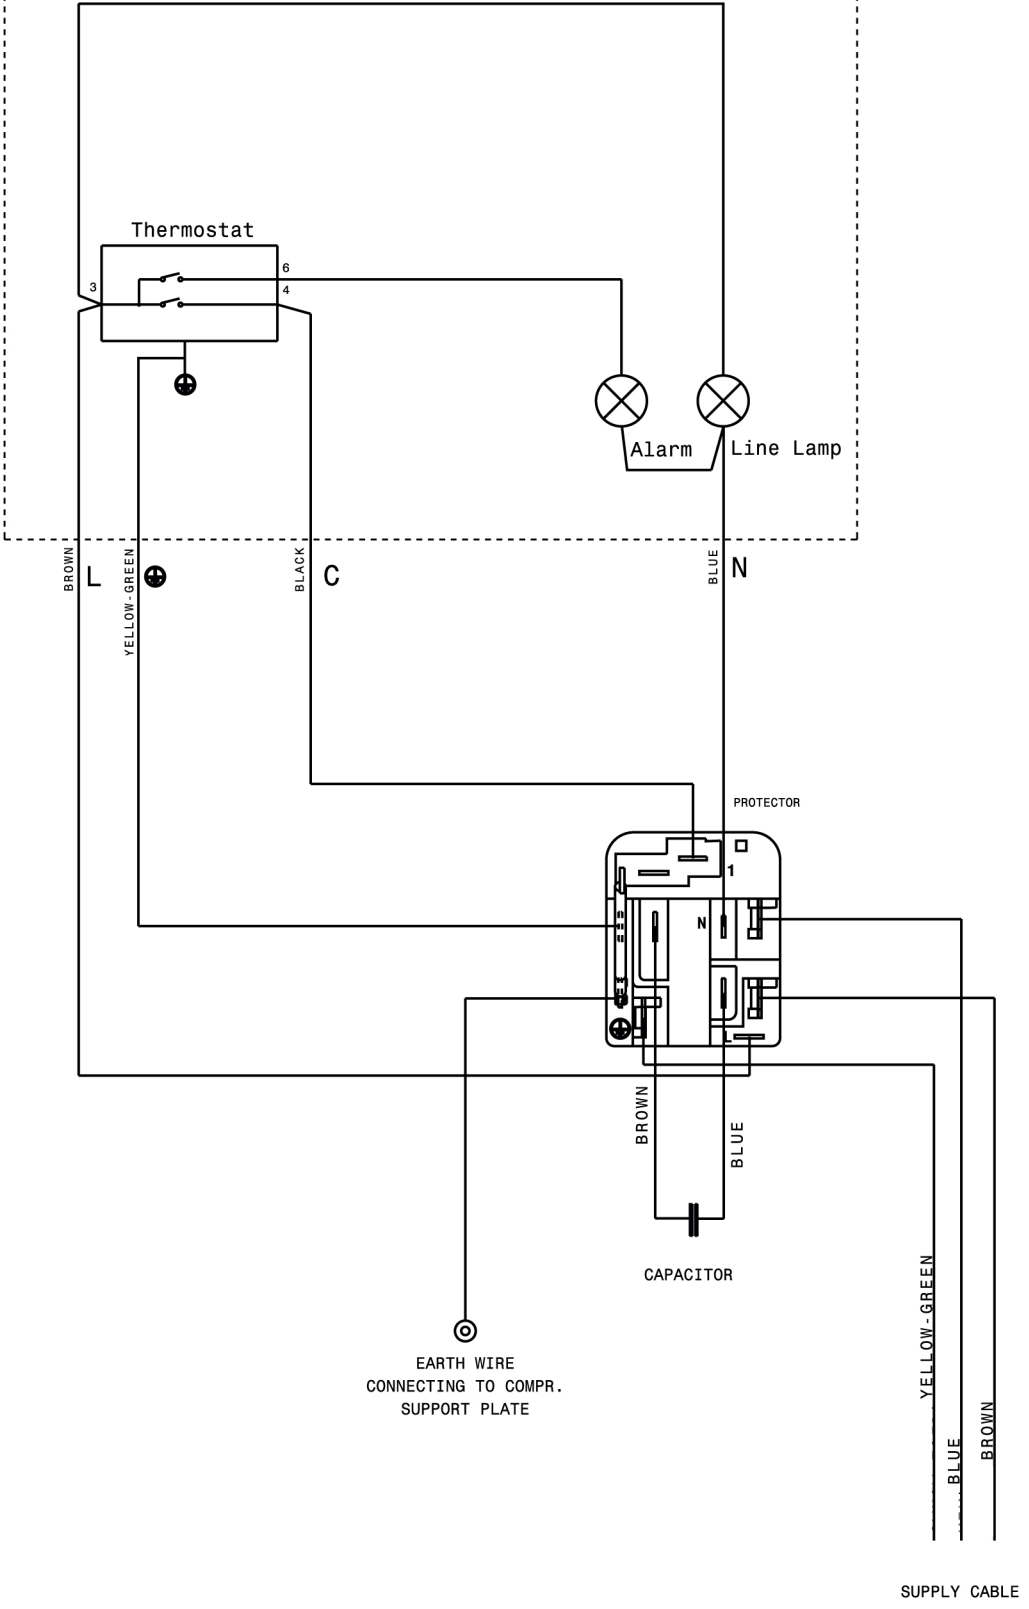 Thermostat
6
3
4
Alarm
Line Lamp
BROWN
L
YELLOW-GREEN
BLACK
C
BLUE
N
PROTECTOR
1
N
L
BROWN
BLUE
CAPACITOR
YELLOW-GREEN
EARTH WIRE
CONNECTING TO COMPR.
SUPPORT PLATE
BROWN
BLUE
SUPPLY CABLE